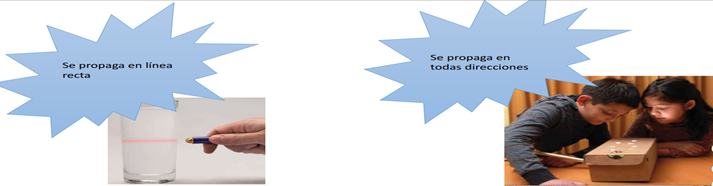 Se propaga en línea
recta
Se propaga en
todas direcciones